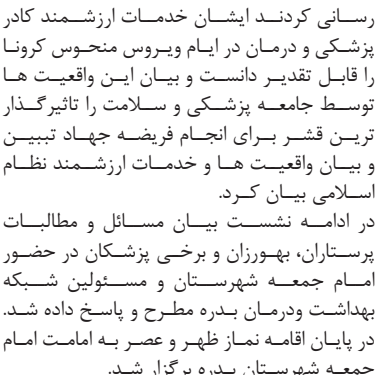 رسانی کردند ایشان خدمات ارزشمند کادر
پزشکی و درمان در ایام ویروس منحوس کرونا
را قابل تقدیر دانست و بیان این واقعیت ها
توسط جامعه پزشکی و سلامت را تاثیرگذار
ترین قشر برای انجام فریضه جهاد تبیین
و بیان واقعیت ها و خدمات ارزشمند نظام
اسلامی بیان کرد.
در ادامه نشست بیان مسائل و مطالبات
پرستاران، بهورزان و برخی پزشکان در حضور
امام جمعه شهرستان و مسئولین شبکه
بهداشت ودرمان بدره مطرح و پاسخ داده شد.
در پایان اقامه نماز ظهر و عصر به امامت امام
جمعه شهرستان بدره برگزار شد.